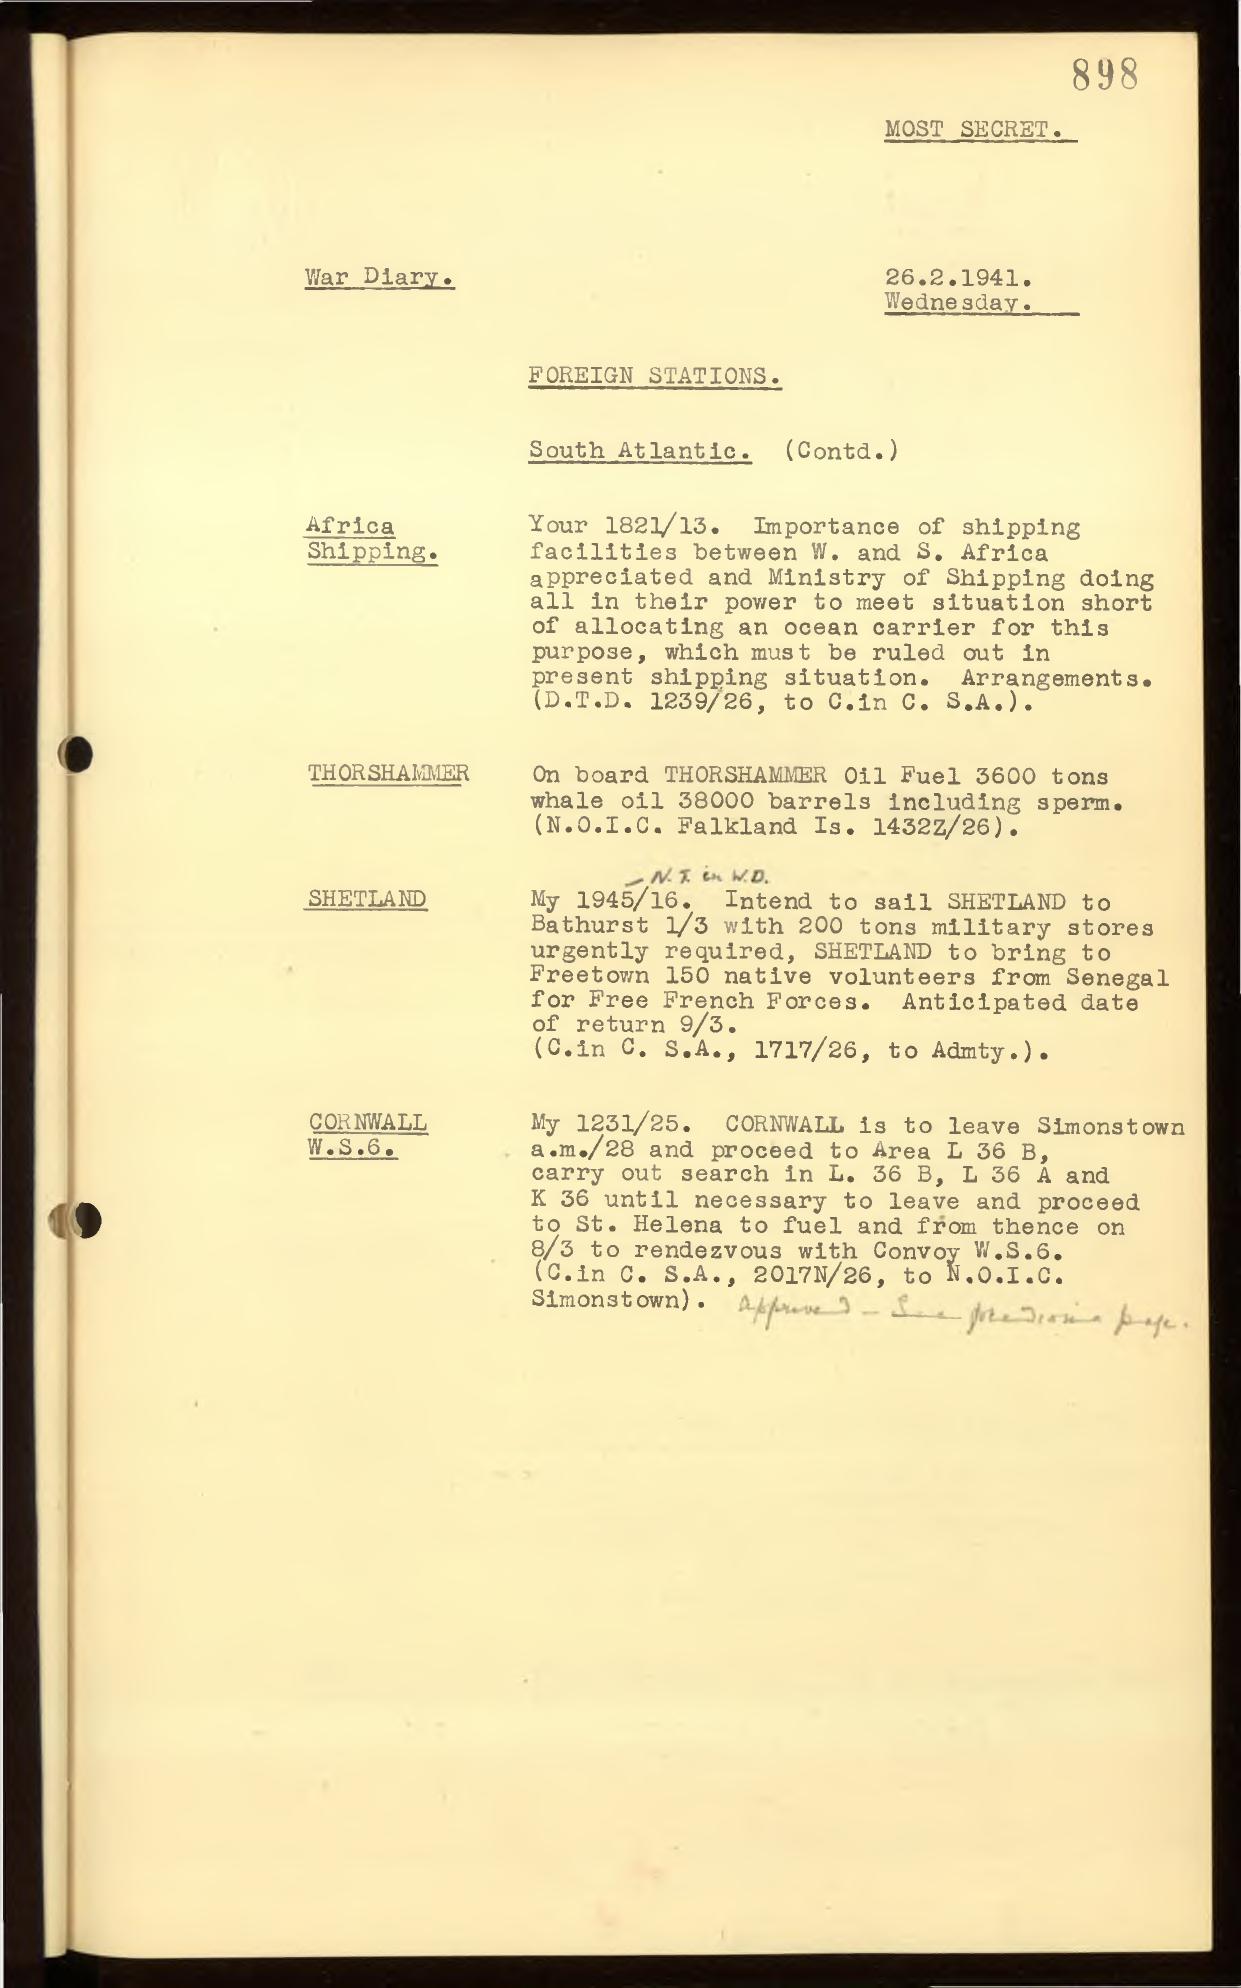 898
MOST SECRET.
War Diary.
26.2.1941.
Wednesday.
FOREIGN STATIONS.
South Atlantic. (Contd.)
Africa
Shipping.
Your 1821/13. Importance of shipping
facilities between W. and S. Africa
appreciated and Ministry of Shipping doing
all in their power to meet situation short
of allocating an ocean carrier for this
purpose, which must be ruled out in
present shipping situation. Arrangements.
(D.T.D. 1239/26, to C.in C. S.A.).
THORSHAMMER
On board THORSHAMMER Oil Fuel 3600 tons
whale oil 38000 barrels including sperm.
(N.O.I.C. Falkland Is. 1432Z/26).
– N.T. in W.D.
SHETLAND
My 1945/16. Intend to sail SHETLAND to
Bathurst 1/3 with 200 tons military stores
urgently required, SHETLAND to bring to
Freetown 150 native volunteers from Senegal
for Free French Forces. Anticipated date
of return 9/3.
(C.in C. S.A., 1717/26, to Admty.).
CORNWALL
W.S.6.
My 1231/25. CORNWALL is to leave Simonstown
a.m./28 and proceed to Area L 36 B,
carry out search in L. 36 B, L 36 A and
K 36 until necessary to leave and proceed
to St. Helena to fuel and from thence on
8/3 to rendezvous with Convoy W.S.6.
(C.in C. S.A., 2017N/26, to N.O.I.C.
Simonstown). Approved – See previous page.